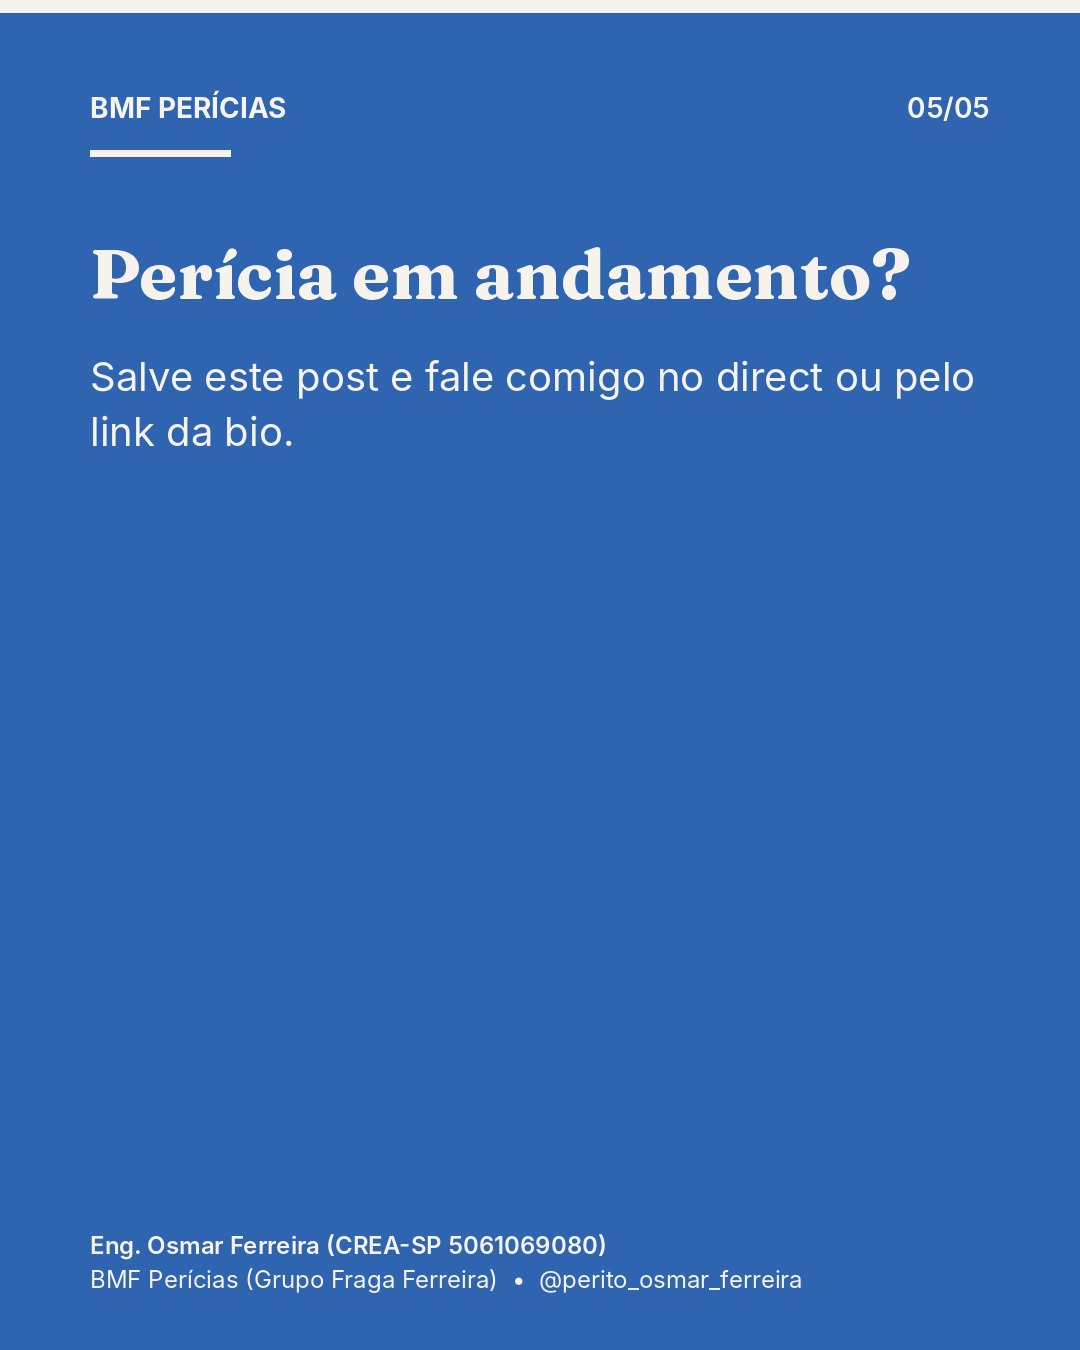 BMF PERÍCIAS
05/05
Perícia em andamento?
Salve este post e fale comigo no direct ou pelo
link da bio.
Eng. Osmar Ferreira (CREA-SP 5061069080)
BMF Perícias (Grupo Fraga Ferreira) • @perito_osmar_ferreira